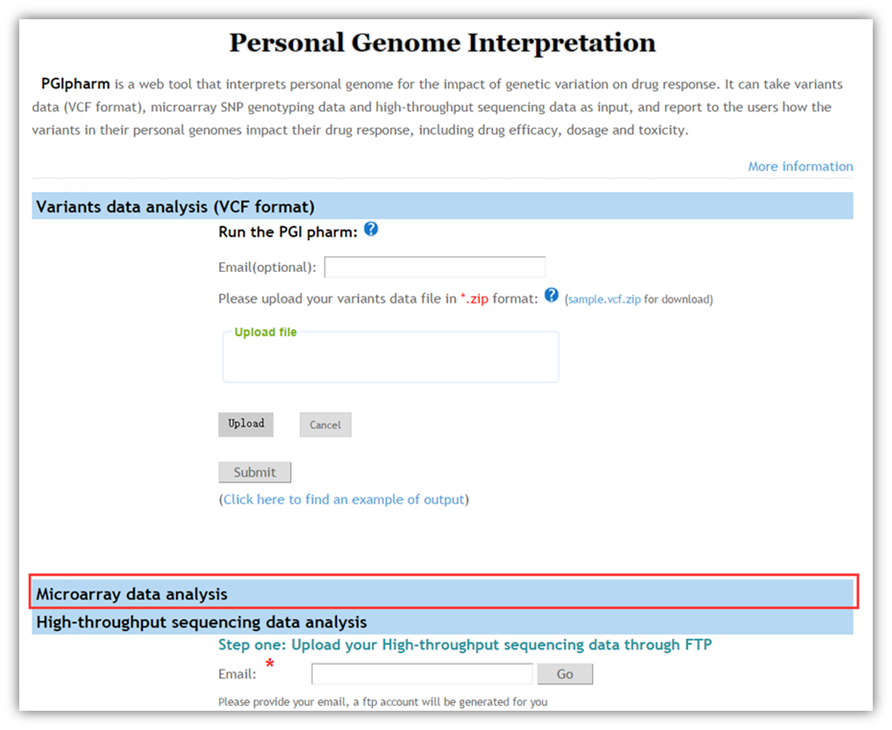 Personal Genome Interpretation
PGIpharm is a web tool that interprets personal genome for the impact of genetic variation on drug response. It can take variants
data (VCF format), microarray SNP genotyping data and high-throughput sequencing data as input, and report to the users how the
variants in their personal genomes impact their drug response, including drug efficacy, dosage and toxicity.
More information
Variants data analysis (VCF format)
Run the PGI pharm: ?
Email(optional):
Please upload your variants data file in *.zip format: ? (sample.vcf.zip for download)
Upload file
Upload Cancel
Submit
(Click here to find an example of output)
Microarray data analysis
High-throughput sequencing data analysis
Step one: Upload your High-throughput sequencing data through FTP
Email: * Go
Please provide your email, a ftp account will be generated for you